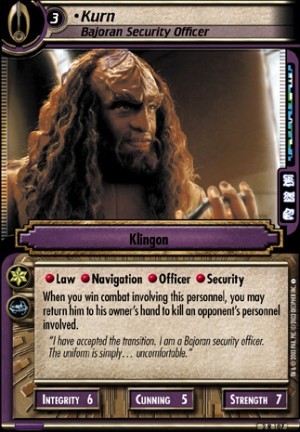 3
•Kurn
Bajoran Security Officer
Klingon
• Law • Navigation • Officer • Security
When you win combat involving this personnel, you may
return him to his owner's hand to kill an opponent's personnel
involved.
"I have accepted the transition. I am a Bajoran security officer.
The uniform is simply… uncomfortable."
INTEGRITY 6 CUNNING 5 STRENGTH 7